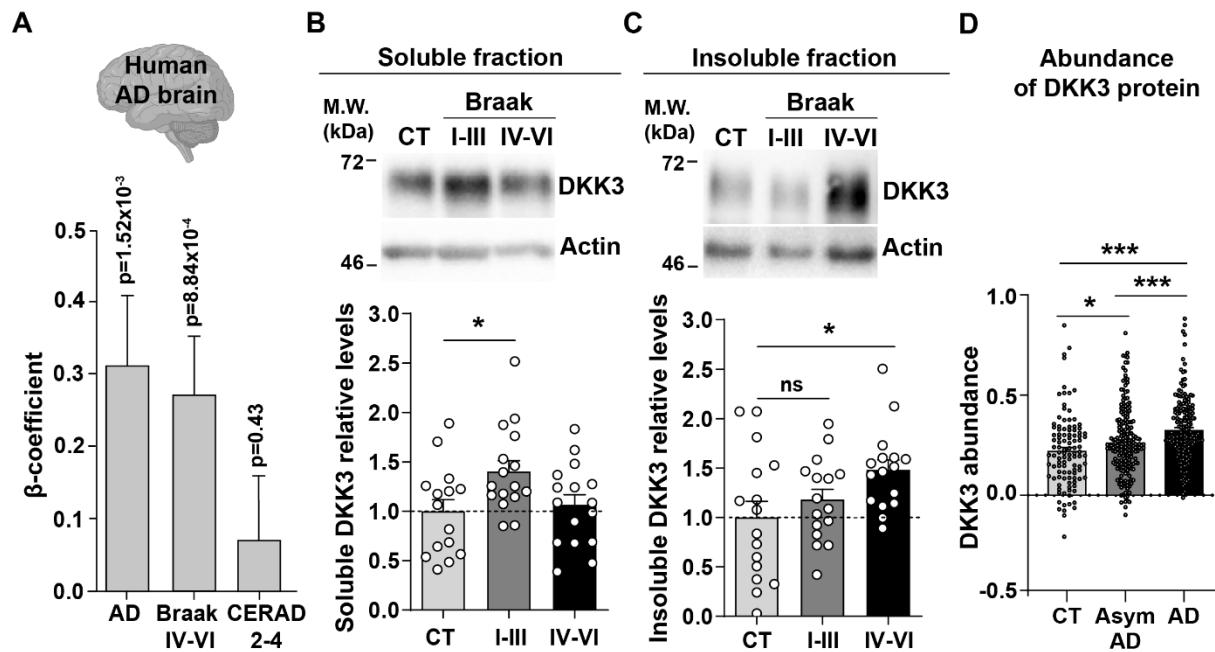 A
Human
AD brain
β-coefficient
0.5
0.4
0.3
0.2
0.1
0.0
p=1.52x10⁻³
p=8.84x10⁻⁴
p=0.43
AD
Braak
IV-VI
CERAD
2-4
B
Soluble fraction
Braak
M.W.
(kDa)
CT
I-III
IV-VI
72
DKK3
Actin
46
Soluble DKK3 relative levels
3.0
2.5
2.0
1.5
1.0
0.5
0.0
*
CT
I-III
IV-VI
C
Insoluble fraction
Braak
M.W.
(kDa)
CT
I-III
IV-VI
72
DKK3
Actin
46
Insoluble DKK3 relative levels
3.0
2.5
2.0
1.5
1.0
0.5
0.0
*
ns
CT
I-III
IV-VI
D
Abundance
of DKK3 protein
DKK3 abundance
1.0
0.5
0.0
-0.5
***
*
***
CT
Asym
AD
AD